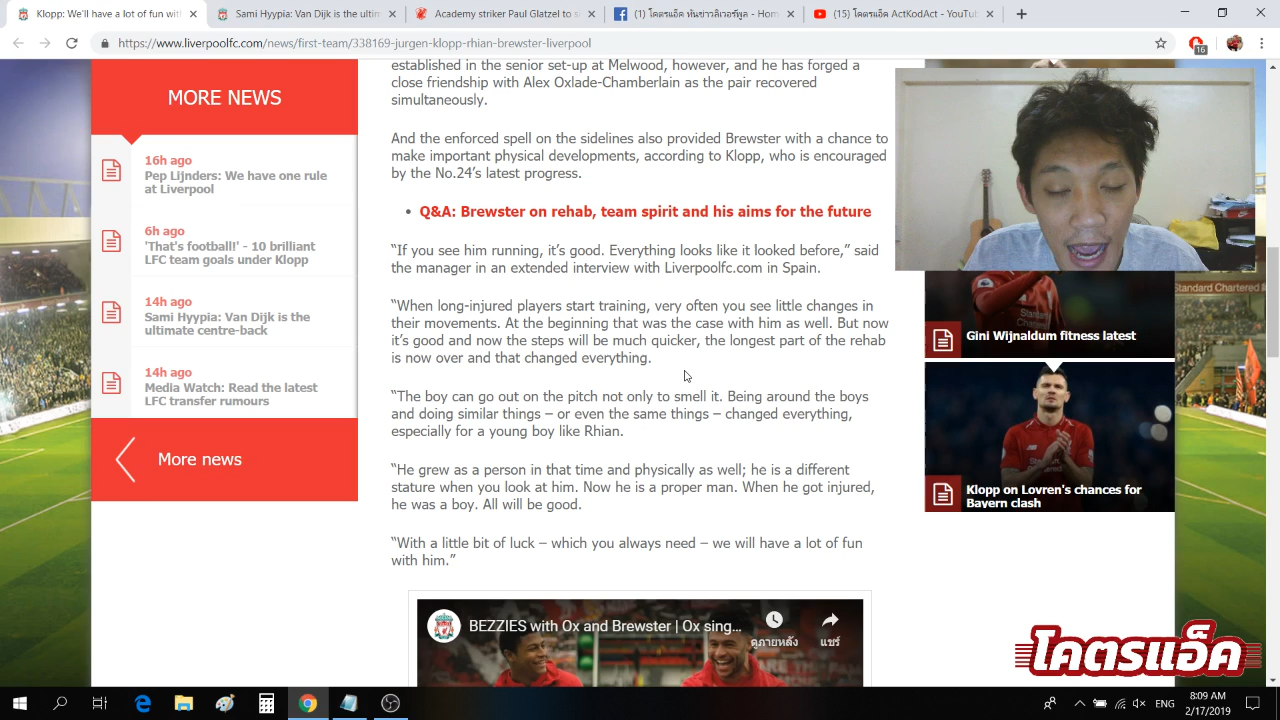 Klopp: We'll have a lot of fun wit
Sami Hyypia: Van Dijk is the ultim
Academy striker Paul Glatzel to s
(1) โคตรแอ็ค ทันข่าวลิเวอร์พูล - Hom
(15) โคตรแอ็ค ActKodAct - YouTub
https://www.liverpoolfc.com/news/first-team/338169-jurgen-klopp-rhian-brewster-liverpool
16
MORE NEWS
16h ago
Pep Lijnders: We have one rule
at Liverpool
6h ago
'That's football!' - 10 brilliant
LFC team goals under Klopp
14h ago
Sami Hyypia: Van Dijk is the
ultimate centre-back
14h ago
Media Watch: Read the latest
LFC transfer rumours
More news
established in the senior set-up at Melwood, however, and he has forged a
close friendship with Alex Oxlade-Chamberlain as the pair recovered
simultaneously.
And the enforced spell on the sidelines also provided Brewster with a chance to
make important physical developments, according to Klopp, who is encouraged
by the No.24’s latest progress.
• Q&A: Brewster on rehab, team spirit and his aims for the future
“If you see him running, it’s good. Everything looks like it looked before,” said
the manager in an extended interview with Liverpoolfc.com in Spain.
“When long-injured players start training, very often you see little changes in
their movements. At the beginning that was the case with him as well. But now
it’s good and now the steps will be much quicker, the longest part of the rehab
is now over and that changed everything.
“The boy can go out on the pitch not only to smell it. Being around the boys
and doing similar things – or even the same things – changed everything,
especially for a young boy like Rhian.
“He grew as a person in that time and physically as well; he is a different
stature when you look at him. Now he is a proper man. When he got injured,
he was a boy. All will be good.
“With a little bit of luck – which you always need – we will have a lot of fun
with him.”
BEZZIES with Ox and Brewster | Ox sing...
ดูภายหลัง
แชร์
Standard
Chartered
Gini Wijnaldum fitness latest
Klopp on Lovren's chances for
Bayern clash
Standard Chartered
โคตรแอ็ค
ENG
8:09 AM
2/17/2019